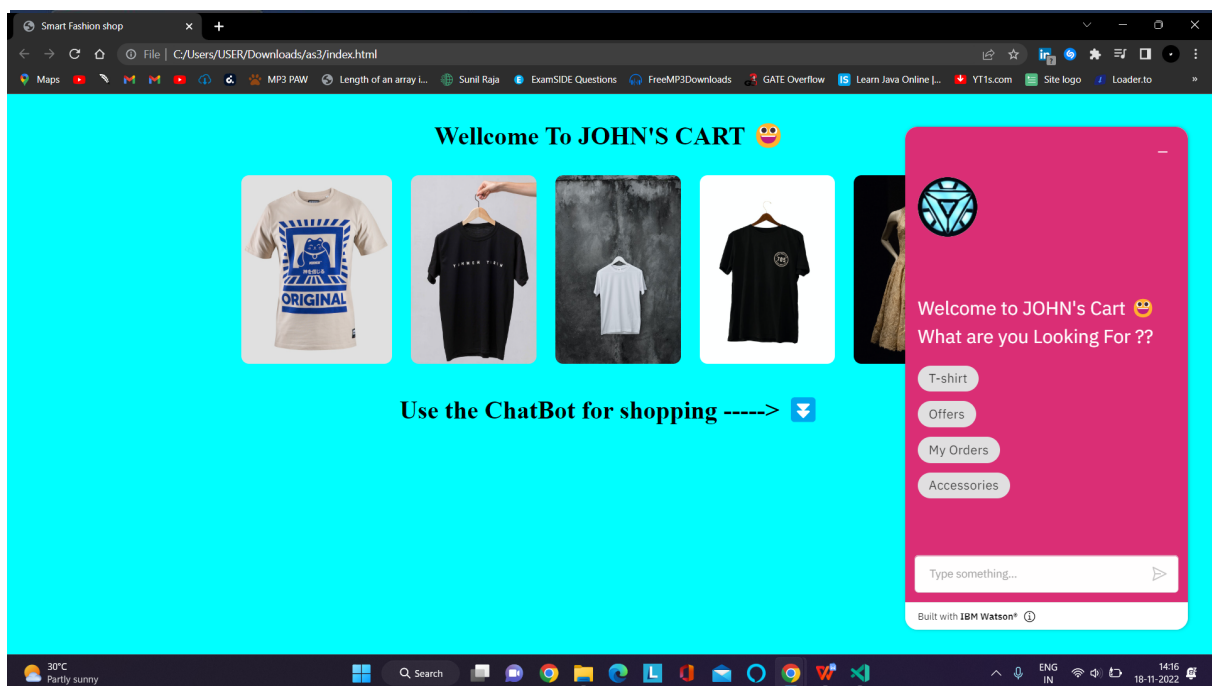 Smart Fashion shop
File | C:/Users/USER/Downloads/as3/index.html
Maps MP3 PAW Length of an array i... Sunil Raja ExamSIDE Questions FreeMP3Downloads GATE Overflow IS Learn Java Online |... YT1s.com Site logo Loader.to »
Wellcome To JOHN'S CART 😀
ORIGINAL
Use the ChatBot for shopping -----> ⏬
Welcome to JOHN's Cart 😀
What are you Looking For ??
T-shirt
Offers
My Orders
Accessories
Type something...
Built with IBM Watson®
30°C
Partly sunny
Search
ENG
IN
14:16
18-11-2022